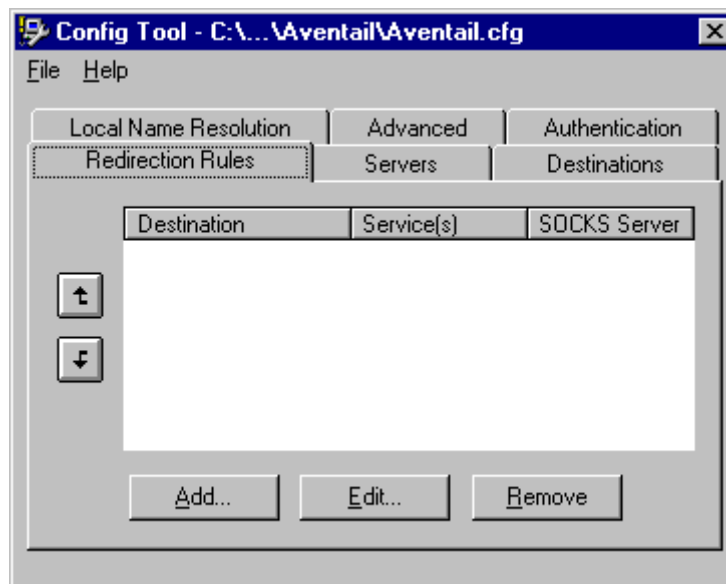 Config Tool - C:\...\Aventail\Aventail.cfg
File Help
Local Name Resolution Advanced Authentication
Redirection Rules Servers Destinations
Destination Service(s) SOCKS Server
Add... Edit... Remove